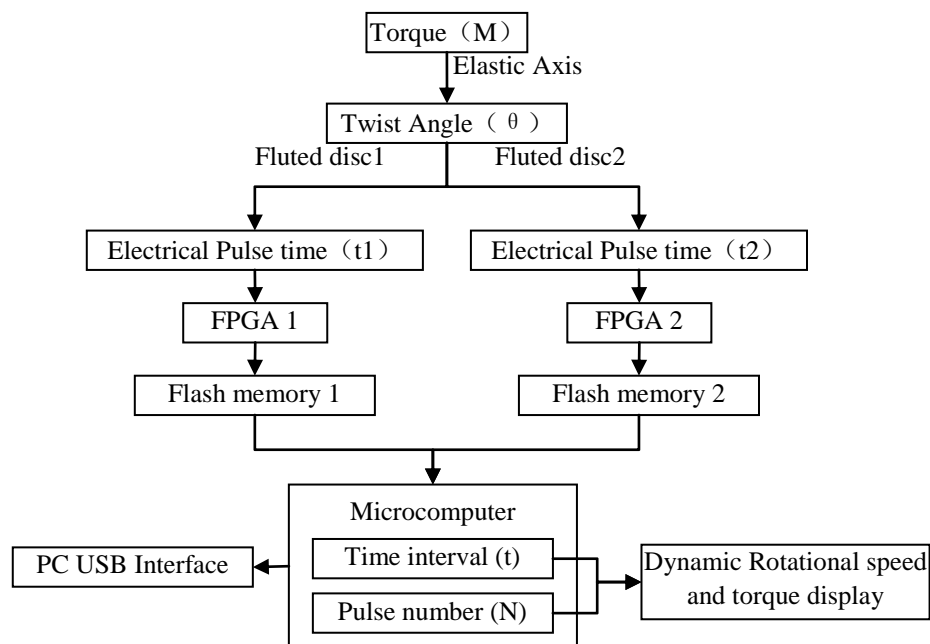 Torque（M）
Elastic Axis
Twist Angle（θ）
Fluted disc1
Fluted disc2
Electrical Pulse time（t1）
Electrical Pulse time（t2）
FPGA 1
FPGA 2
Flash memory 1
Flash memory 2
Microcomputer
Time interval (t)
Pulse number (N)
PC USB Interface
Dynamic Rotational speed
and torque display